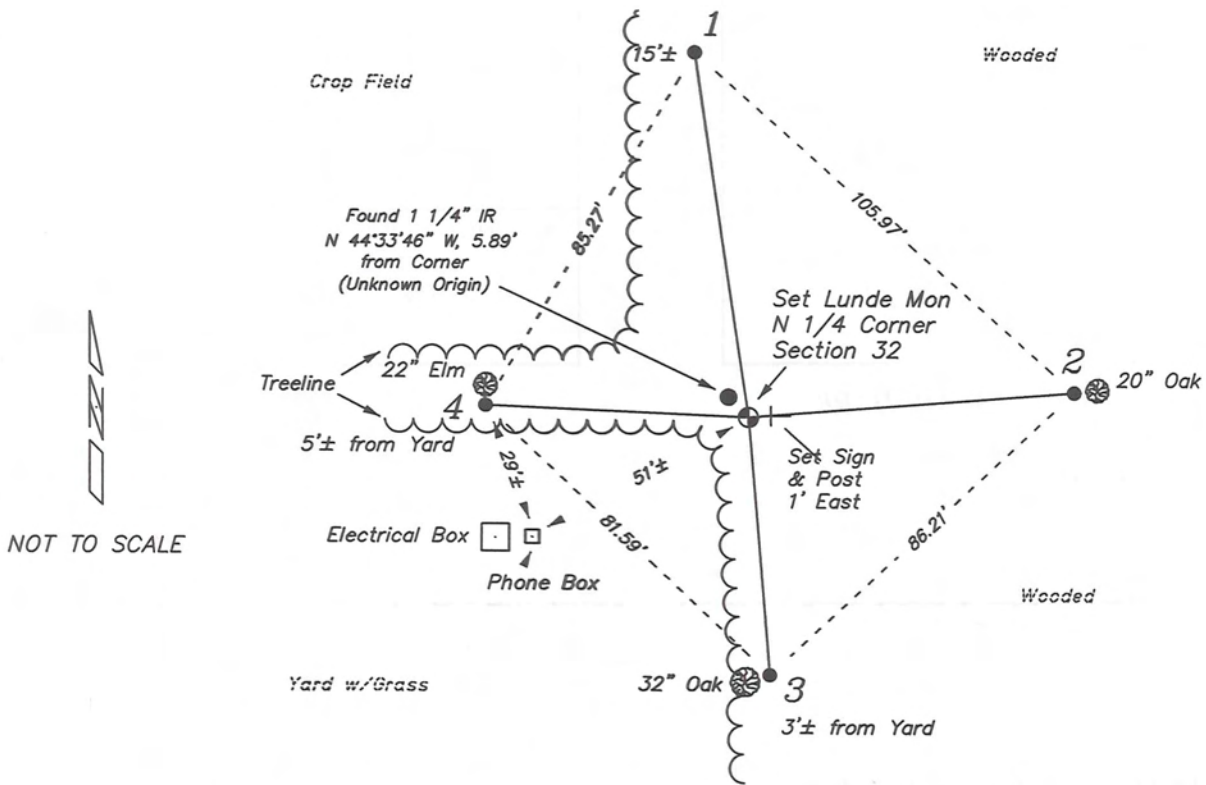 1
15'±
Wooded
Crop Field
105.97'
85.27'
Found 1 1/4" IR
N 44°33'46" W, 5.89'
from Corner
(Unknown Origin)
Set Lunde Mon
N 1/4 Corner
Section 32
22" Elm
Treeline
2
20" Oak
4
5'± from Yard
N
29'±
51'±
Set Sign
& Post
1' East
NOT TO SCALE
Electrical Box
81.59'
86.21'
Phone Box
Wooded
Yard w/Grass
32" Oak
3
3'± from Yard